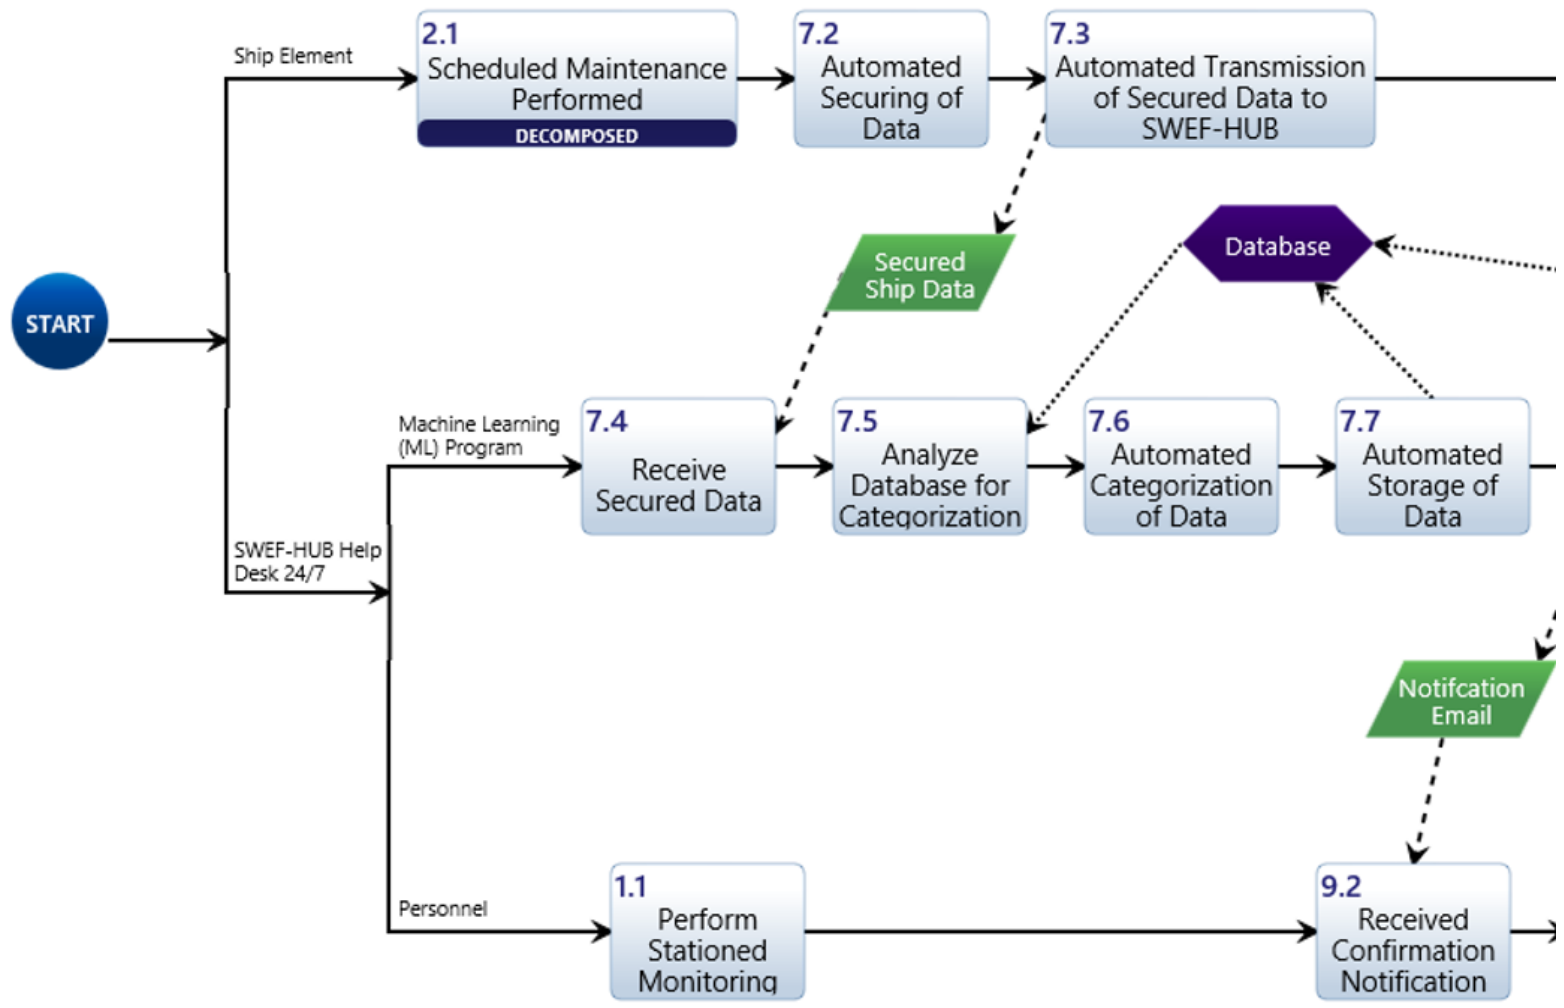 Ship Element
2.1
Scheduled Maintenance
Performed
DECOMPOSED
7.2
Automated
Securing of
Data
7.3
Automated Transmission
of Secured Data to
SWEF-HUB
Secured
Ship Data
Database
START
Machine Learning
(ML) Program
7.4
Receive
Secured Data
7.5
Analyze
Database for
Categorization
7.6
Automated
Categorization
of Data
7.7
Automated
Storage of
Data
SWEF-HUB Help
Desk 24/7
Notifcation
Email
Personnel
1.1
Perform
Stationed
Monitoring
9.2
Received
Confirmation
Notification